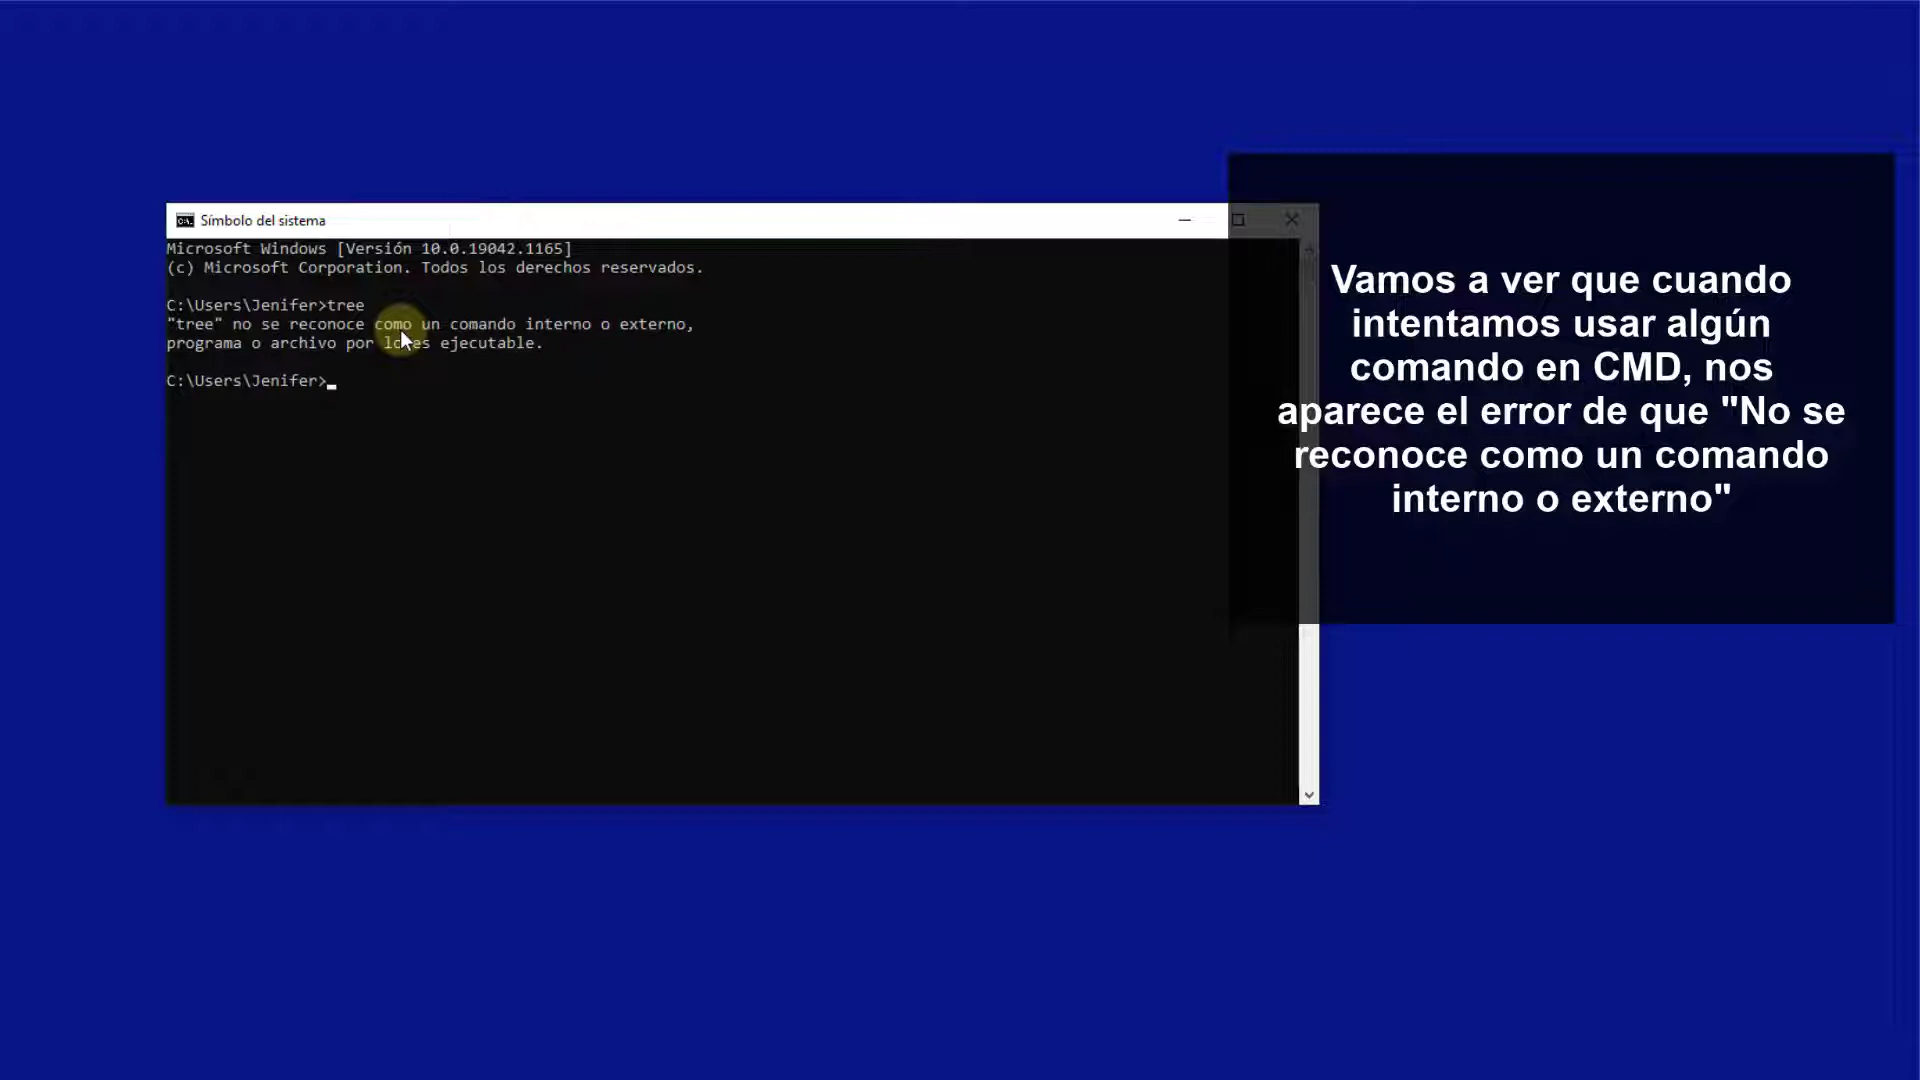 Símbolo del sistema
Microsoft Windows [Versión 10.0.19042.1165]
(c) Microsoft Corporation. Todos los derechos reservados.
C:\Users\Jenifer>tree
"tree" no se reconoce como un comando interno o externo,
programa o archivo por lotes ejecutable.
C:\Users\Jenifer>
Vamos a ver que cuando
intentamos usar algún
comando en CMD, nos
aparece el error de que "No se
reconoce como un comando
interno o externo"